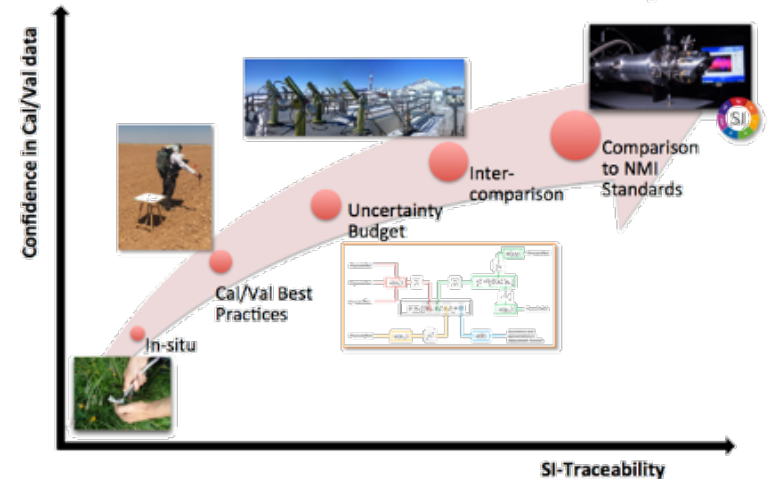 Confidence in Cal/Val data
Comparison
to NMI
Standards
SI
Inter-
comparison
Uncertainty
Budget
Cal/Val Best
Practices
In-situ
SI-Traceability